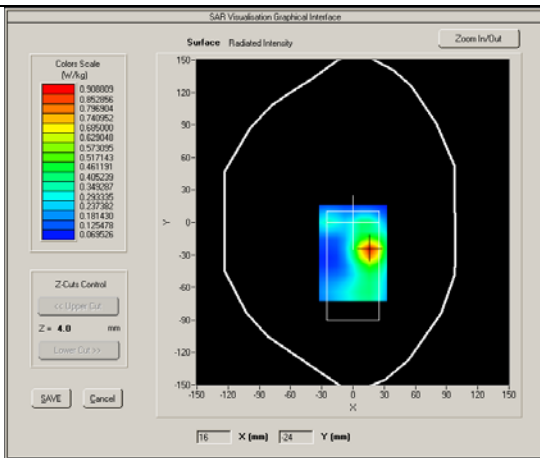 SAR Visualisation Graphical Interface
Surface Radiated Intensity
Zoom In/Out
Colors Scale
(W/kg)
0.908809
0.852856
0.796904
0.740952
0.685000
0.629048
0.573095
0.517143
0.461191
0.405239
0.349287
0.293335
0.237382
0.181430
0.125478
0.069526
Z-Cuts Control
<< Upper Cut
Z = 4.0 mm
Lower Cut >>
SAVE Cancel
150
120
90
60
30
0
-30
-60
-90
-120
-150
Y
-150 -120 -90 -60 -30 0 30 60 90 120 150
X
16 X (mm) -24 Y (mm)